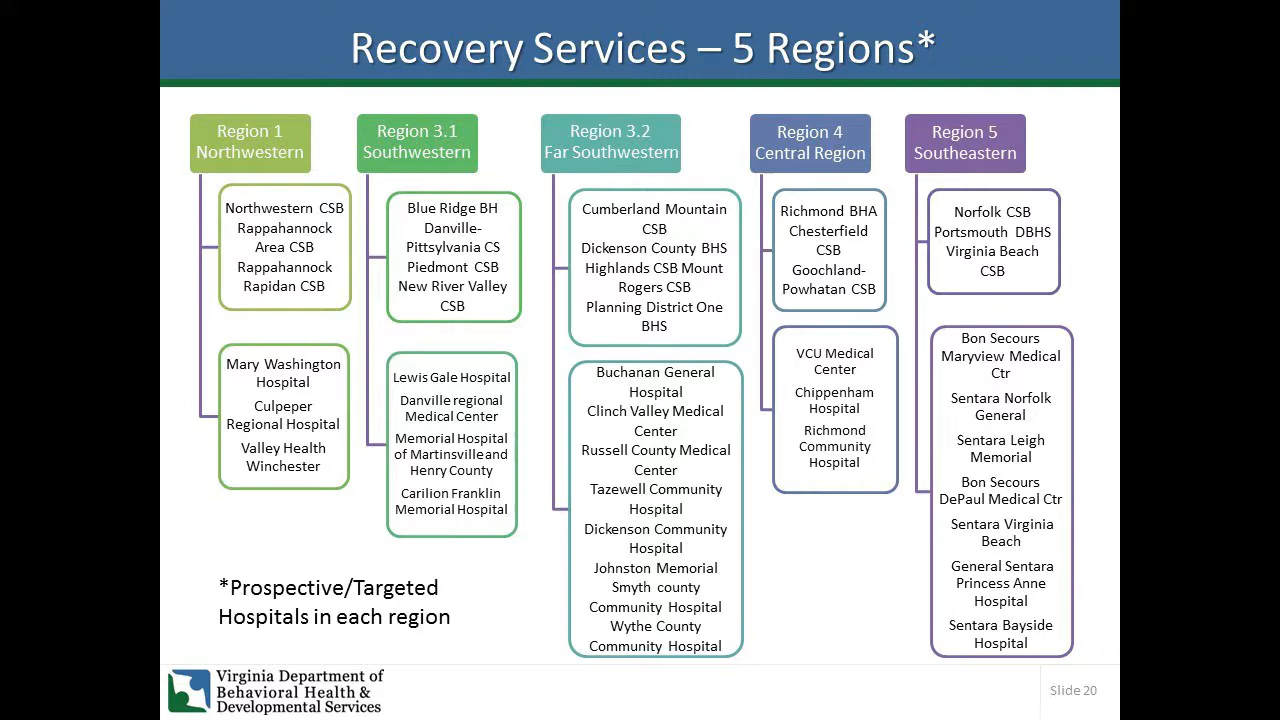 Recovery Services – 5 Regions*
Region 1
Northwestern
Northwestern CSB
Rappahannock
Area CSB
Rappahannock
Rapidan CSB
Mary Washington
Hospital
Culpeper
Regional Hospital
Valley Health
Winchester
Region 3.1
Southwestern
Blue Ridge BH
Danville-
Pittsylvania CS
Piedmont CSB
New River Valley
CSB
Lewis Gale Hospital
Danville regional
Medical Center
Memorial Hospital
of Martinsville and
Henry County
Carilion Franklin
Memorial Hospital
Region 3.2
Far Southwestern
Cumberland Mountain
CSB
Dickenson County BHS
Highlands CSB Mount
Rogers CSB
Planning District One
BHS
Buchanan General
Hospital
Clinch Valley Medical
Center
Russell County Medical
Center
Tazewell Community
Hospital
Dickenson Community
Hospital
Johnston Memorial
Smyth county
Community Hospital
Wythe County
Community Hospital
Region 4
Central Region
Richmond BHA
Chesterfield
CSB
Goochland-
Powhatan CSB
VCU Medical
Center
Chippenham
Hospital
Richmond
Community
Hospital
Region 5
Southeastern
Norfolk CSB
Portsmouth DBHS
Virginia Beach
CSB
Bon Secours
Maryview Medical
Ctr
Sentara Norfolk
General
Sentara Leigh
Memorial
Bon Secours
DePaul Medical Ctr
Sentara Virginia
Beach
General Sentara
Princess Anne
Hospital
Sentara Bayside
Hospital
*Prospective/Targeted
Hospitals in each region
Virginia Department of
Behavioral Health &
Developmental Services
Slide 20